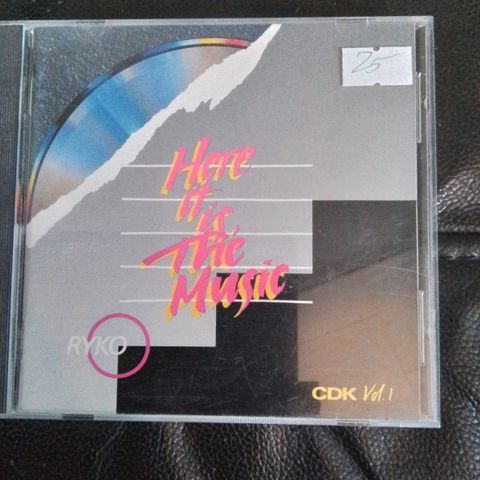 25
Here
it is,
The
Music
RYKO
CDK Vol. 1